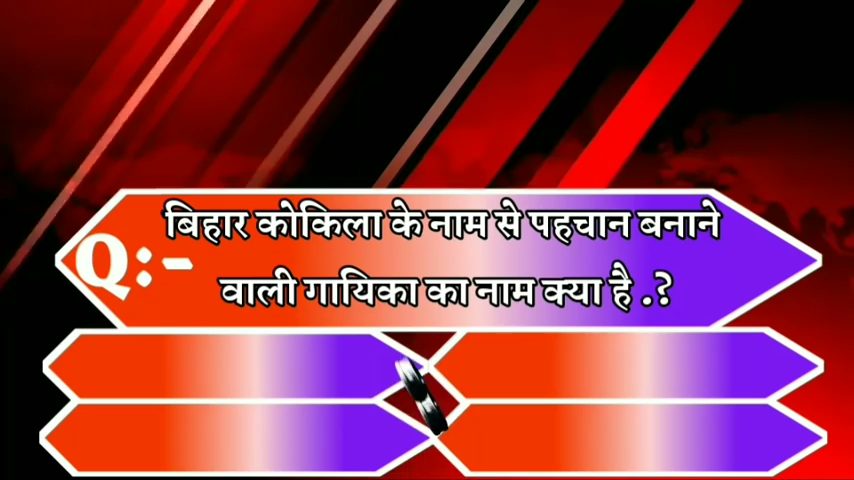 बिहार कोकिला के नाम से पहचान बनाने
Q:- वाली गायिका का नाम क्या है .?